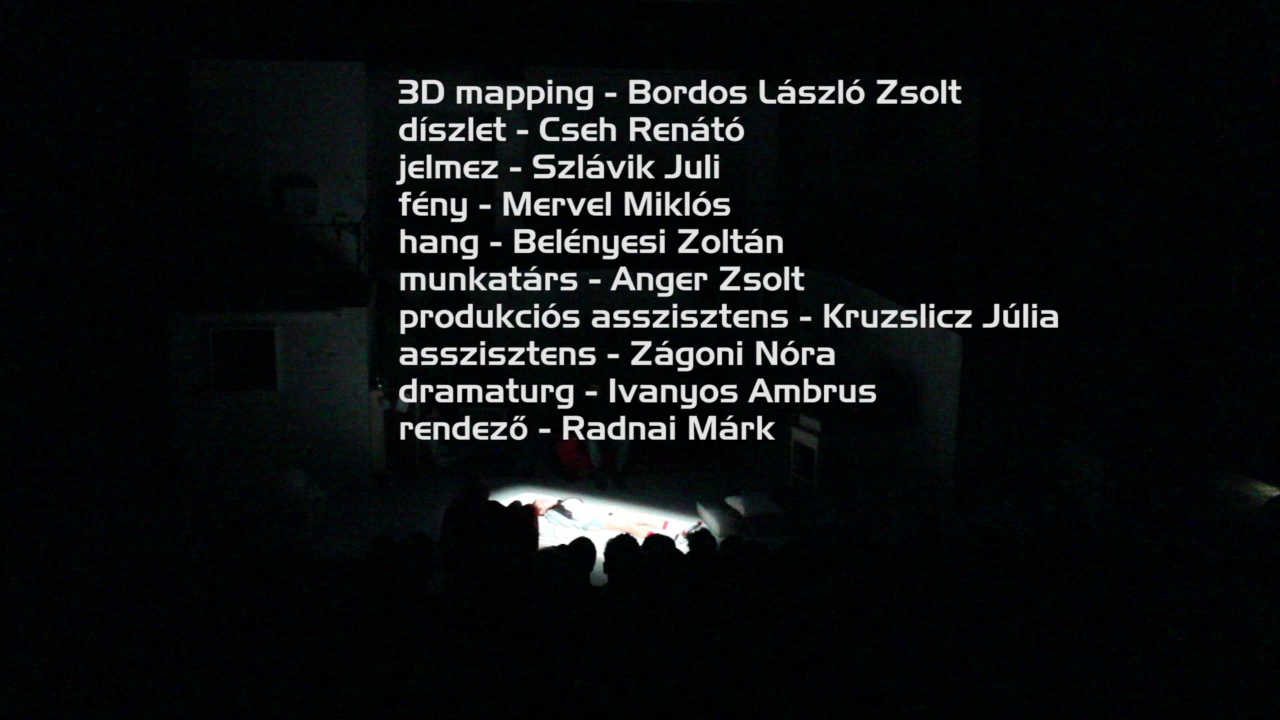 3D mapping - Bordos László Zsolt
díszlet - Cseh Renátó
jelmez - Szlávik Juli
fény - Mervel Miklós
hang - Belényesi Zoltán
munkatárs - Anger Zsolt
produkciós asszisztens - Kruzslicz Júlia
asszisztens - Zágoni Nóra
dramaturg - Ivanyos Ambrus
rendező - Radnai Márk